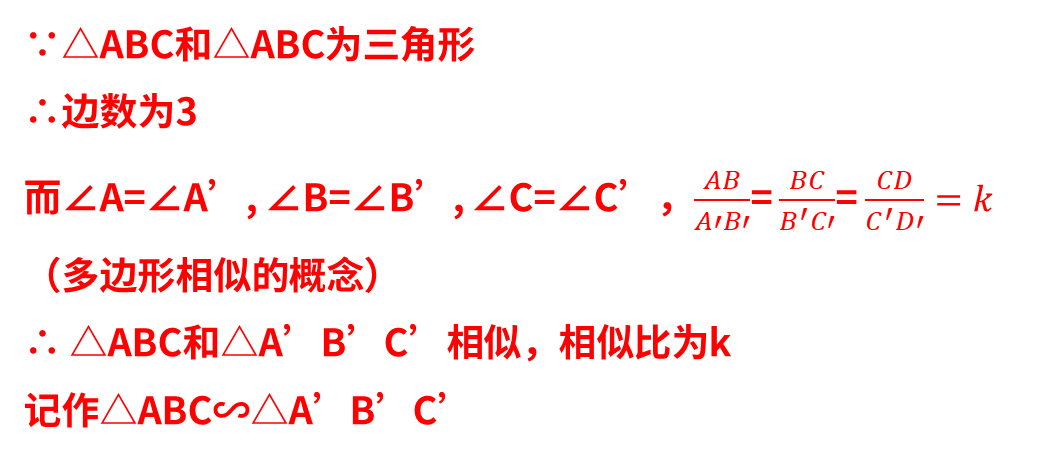 ∵△ABC和△ABC为三角形
∴边数为3
而∠A=∠A’,∠B=∠B’,∠C=∠C’，AB/A′B′=BC/B′C′=CD/C′D′=k
（多边形相似的概念）
∴ △ABC和△A’B’C’相似，相似比为k
记作△ABC∽△A’B’C’